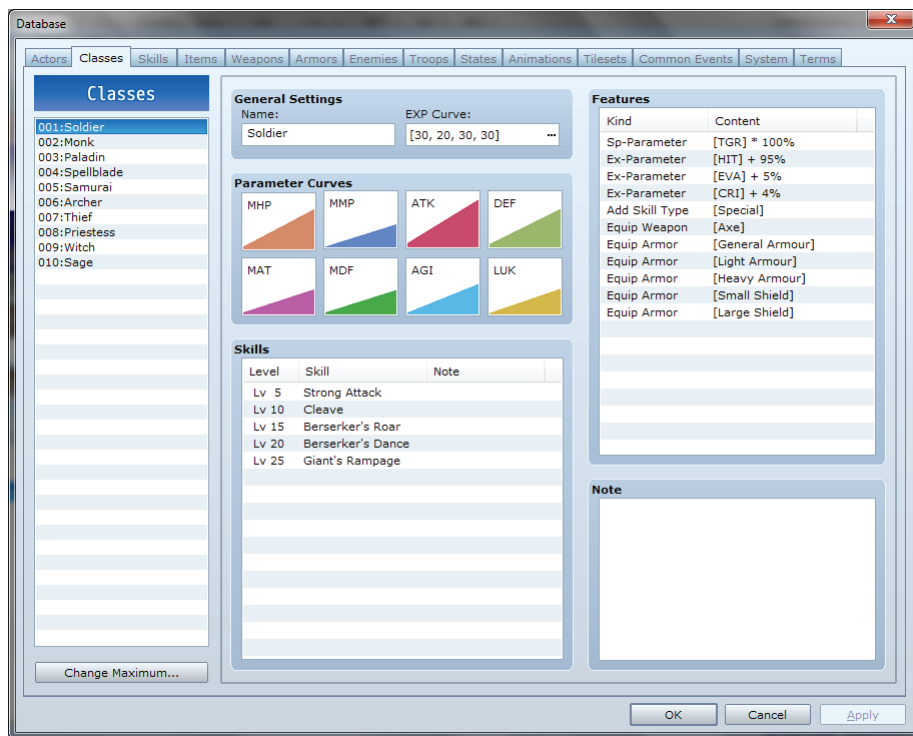 Database
x
Actors Classes Skills Items Weapons Armors Enemies Troops States Animations Tilesets Common Events System Terms
Classes
001:Soldier
002:Monk
003:Paladin
004:Spellblade
005:Samurai
006:Archer
007:Thief
008:Priestess
009:Witch
010:Sage
Change Maximum...
General Settings
Name: EXP Curve:
Soldier [30, 20, 30, 30] ...
Parameter Curves
MHP MMP ATK DEF
MAT MDF AGI LUK
Skills
Level Skill Note
Lv 5 Strong Attack
Lv 10 Cleave
Lv 15 Berserker's Roar
Lv 20 Berserker's Dance
Lv 25 Giant's Rampage
Features
Kind Content
Sp-Parameter [TGR] * 100%
Ex-Parameter [HIT] + 95%
Ex-Parameter [EVA] + 5%
Ex-Parameter [CRI] + 4%
Add Skill Type [Special]
Equip Weapon [Axe]
Equip Armor [General Armour]
Equip Armor [Light Armour]
Equip Armor [Heavy Armour]
Equip Armor [Small Shield]
Equip Armor [Large Shield]
Note
OK Cancel Apply